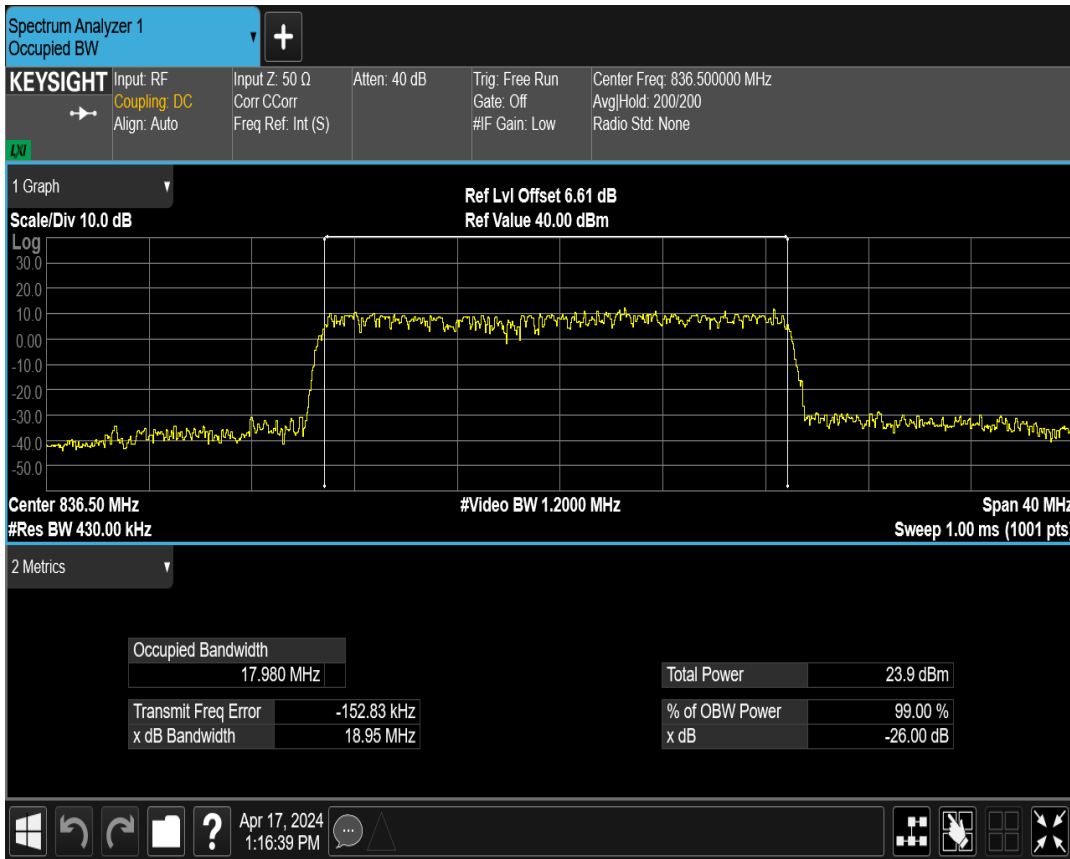 Spectrum Analyzer 1
Occupied BW
+
KEYSIGHT
LXI
Input: RF
Coupling: DC
Align: Auto
Input Z: 50 Ω
Corr CCorr
Freq Ref: Int (S)
Atten: 40 dB
Trig: Free Run
Gate: Off
#IF Gain: Low
Center Freq: 836.500000 MHz
Avg|Hold: 200/200
Radio Std: None
1 Graph
Scale/Div 10.0 dB
Ref Lvl Offset 6.61 dB
Ref Value 40.00 dBm
Log
30.0
20.0
10.0
0.00
-10.0
-20.0
-30.0
-40.0
-50.0
Center 836.50 MHz
#Video BW 1.2000 MHz
Span 40 MHz
#Res BW 430.00 kHz
Sweep 1.00 ms (1001 pts)
2 Metrics
Occupied Bandwidth
17.980 MHz
Transmit Freq Error -152.83 kHz
x dB Bandwidth 18.95 MHz
Total Power 23.9 dBm
% of OBW Power 99.00 %
x dB -26.00 dB
?
Apr 17, 2024
1:16:39 PM